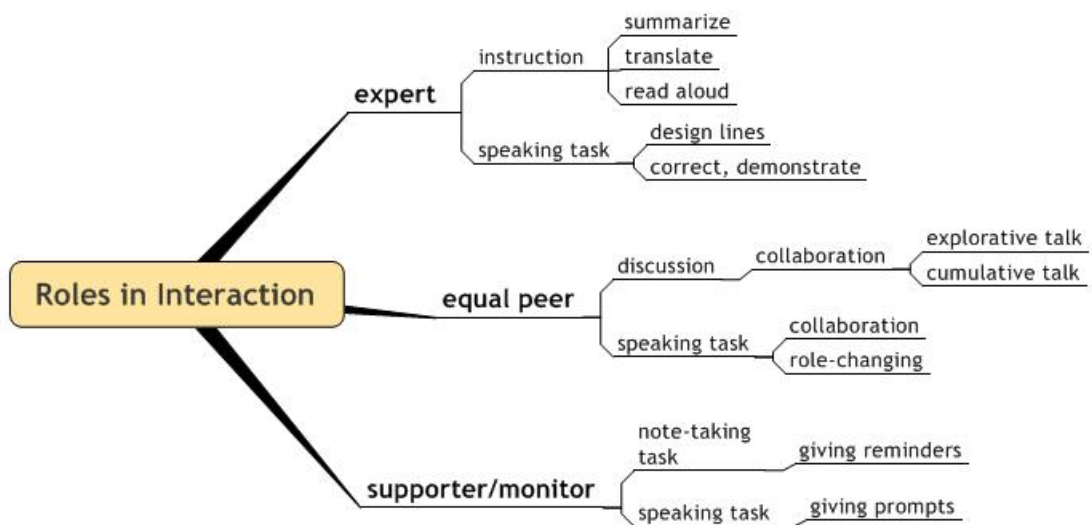 Roles in Interaction
expert
instruction
summarize
translate
read aloud
speaking task
design lines
correct, demonstrate
equal peer
discussion
collaboration
explorative talk
cumulative talk
speaking task
collaboration
role-changing
supporter/monitor
note-taking
task
giving reminders
speaking task
giving prompts